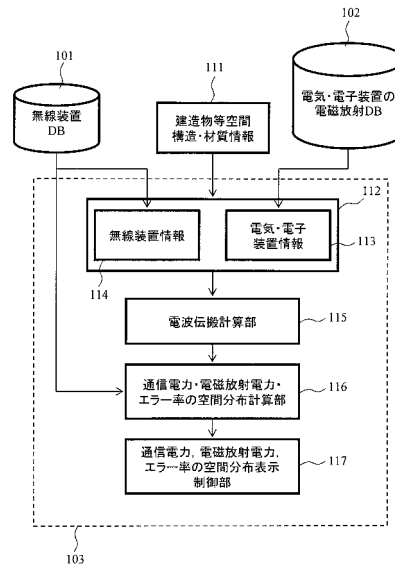 101
102
111
無線装置
DB
建造物等空間
構造・材質情報
電気・電子装置の
電磁放射DB
112
無線装置情報
電気・電子
装置情報
113
114
電波伝搬計算部
115
通信電力・電磁放射電力・
エラー率の空間分布計算部
116
通信電力，電磁放射電力，
エラー率の空間分布表示
制御部
117
103